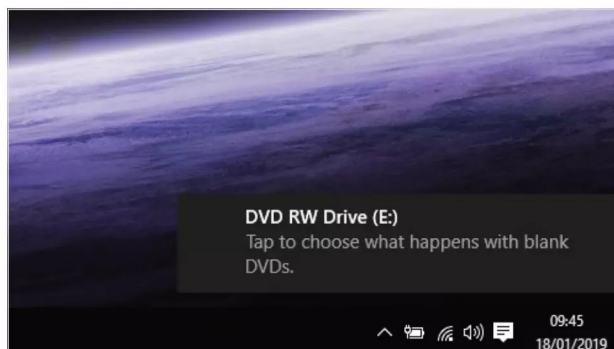 DVD RW Drive (E:)
Tap to choose what happens with blank
DVDs.
09:45
18/01/2019